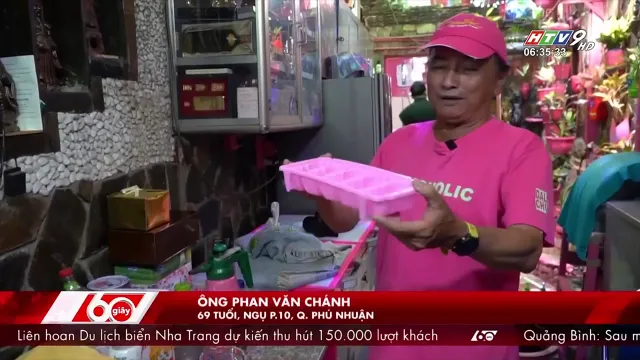 HTV9 HD
06:35:33
OLIC
60 giây
ÔNG PHAN VĂN CHÁNH
69 TUỔI, NGỤ P.10, Q. PHÚ NHUẬN
Liên hoan Du lịch biển Nha Trang dự kiến thu hút 150.000 lượt khách
60
Quảng Bình: Sau m